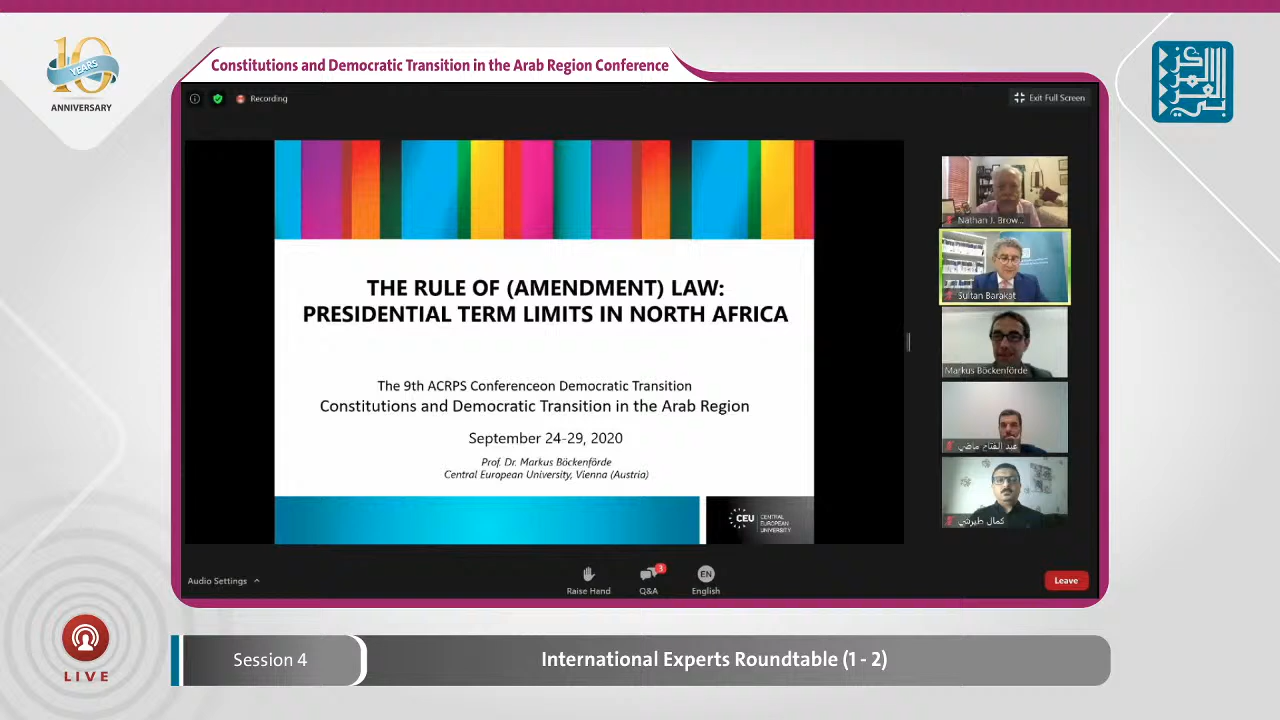 10
YEARS
ANNIVERSARY
Constitutions and Democratic Transition in the Arab Region Conference
المركز
العربي
Recording
Exit Full Screen
THE RULE OF (AMENDMENT) LAW:
PRESIDENTIAL TERM LIMITS IN NORTH AFRICA
The 9th ACRPS Conferenceon Democratic Transition
Constitutions and Democratic Transition in the Arab Region
September 24-29, 2020
Prof. Dr. Markus Böckenförde
Central European University, Vienna (Austria)
CEU
CENTRAL
EUROPEAN
UNIVERSITY
Nathan J. Brow...
Sultan Barakat
Markus Böckenförde
عبد الفتاح ماضي
كمال طيرشي
Audio Settings
Raise Hand
3
Q&A
EN
English
Leave
LIVE
Session 4
International Experts Roundtable (1 - 2)